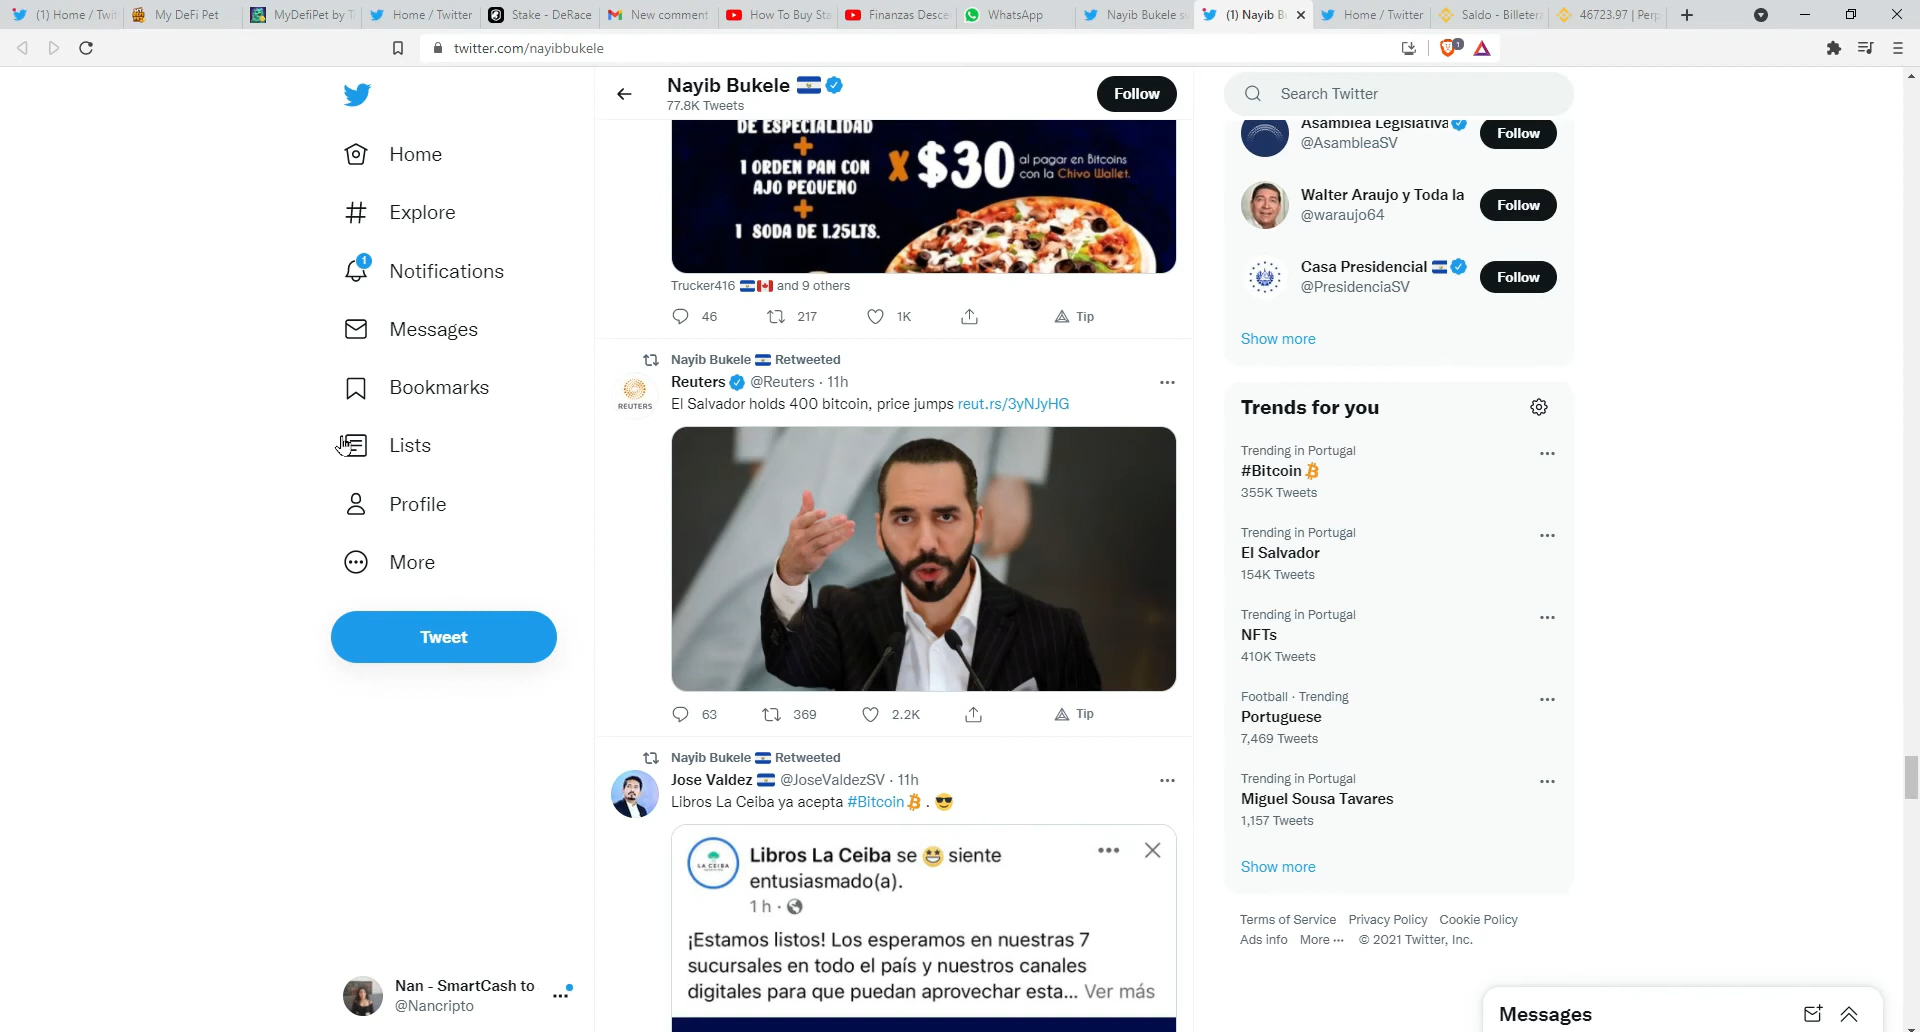 (1) Home / Twit
My DeFi Pet
MyDefiPet by T
Home / Twitter
Stake - DeRace
New comment
How To Buy Sta
Finanzas Desce
WhatsApp
Nayib Bukele s
(1) Nayib B
Home / Twitter
Saldo - Billetera
46723.97 | Perp
twitter.com/nayibbukele
1
Home
Explore
1
Notifications
Messages
Bookmarks
Lists
Profile
More
Tweet
Nan - SmartCash to
@Nancripto
Nayib Bukele
77.8K Tweets
Follow
DE ESPECIALIDAD
+
1 ORDEN PAN CON
AJO PEQUENO
+
1 SODA DE 1.25LTS.
X $30 al pagar en Bitcoins
con la Chivo Wallet.
Trucker416 and 9 others
46 217 1K Tip
Nayib Bukele Retweeted
Reuters @Reuters · 11h
REUTERS
El Salvador holds 400 bitcoin, price jumps reut.rs/3yNJyHG
63 369 2.2K Tip
Nayib Bukele Retweeted
Jose Valdez @JoseValdezSV · 11h
Libros La Ceiba ya acepta #Bitcoin . 😎
LA CEIBA
Libros La Ceiba se 😃 siente
entusiasmado(a).
1 h ·
¡Estamos listos! Los esperamos en nuestras 7
sucursales en todo el país y nuestros canales
digitales para que puedan aprovechar esta... Ver más
Search Twitter
Asamblea Legislativa
@AsambleaSV
Follow
Walter Araujo y Toda la
@waraujo64
Follow
Casa Presidencial
@PresidenciaSV
Follow
Show more
Trends for you
Trending in Portugal
#Bitcoin
355K Tweets
Trending in Portugal
El Salvador
154K Tweets
Trending in Portugal
NFTs
410K Tweets
Football · Trending
Portuguese
7,469 Tweets
Trending in Portugal
Miguel Sousa Tavares
1,157 Tweets
Show more
Terms of Service Privacy Policy Cookie Policy
Ads info More ··· © 2021 Twitter, Inc.
Messages